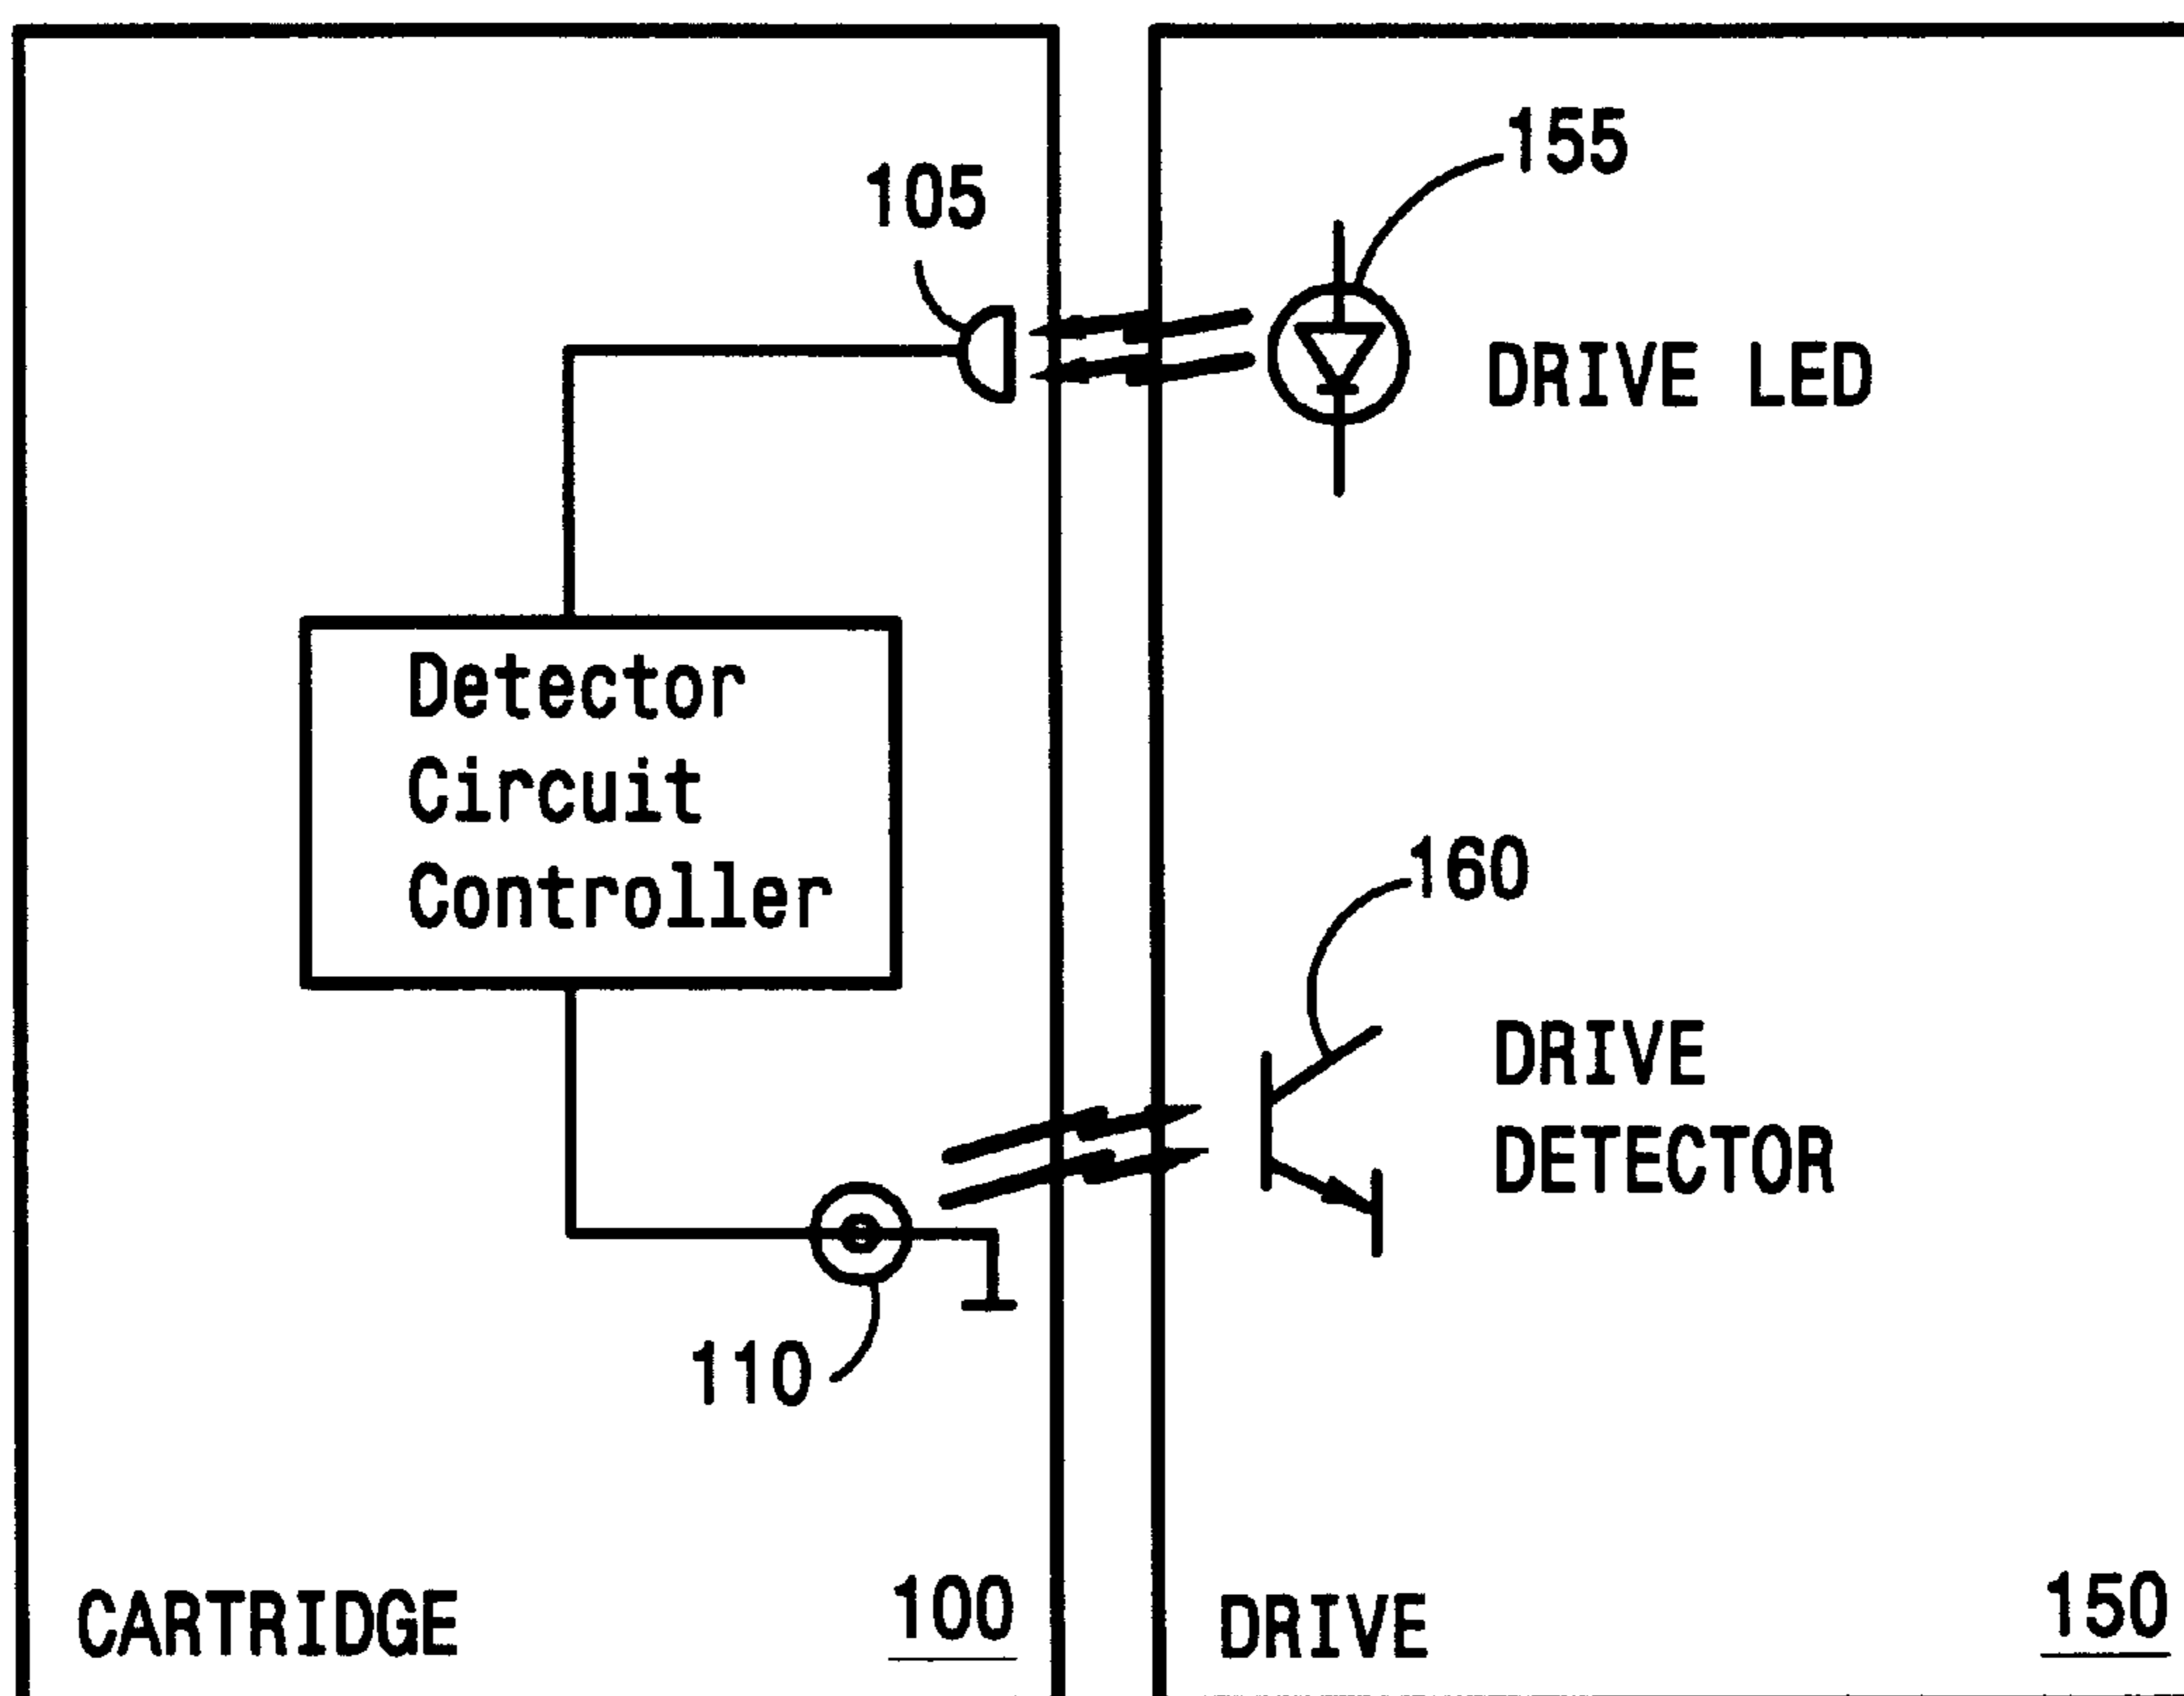 155
105
DRIVE LED
Detector
Circuit
Controller
160
DRIVE
DETECTOR
110
CARTRIDGE
100
DRIVE
150